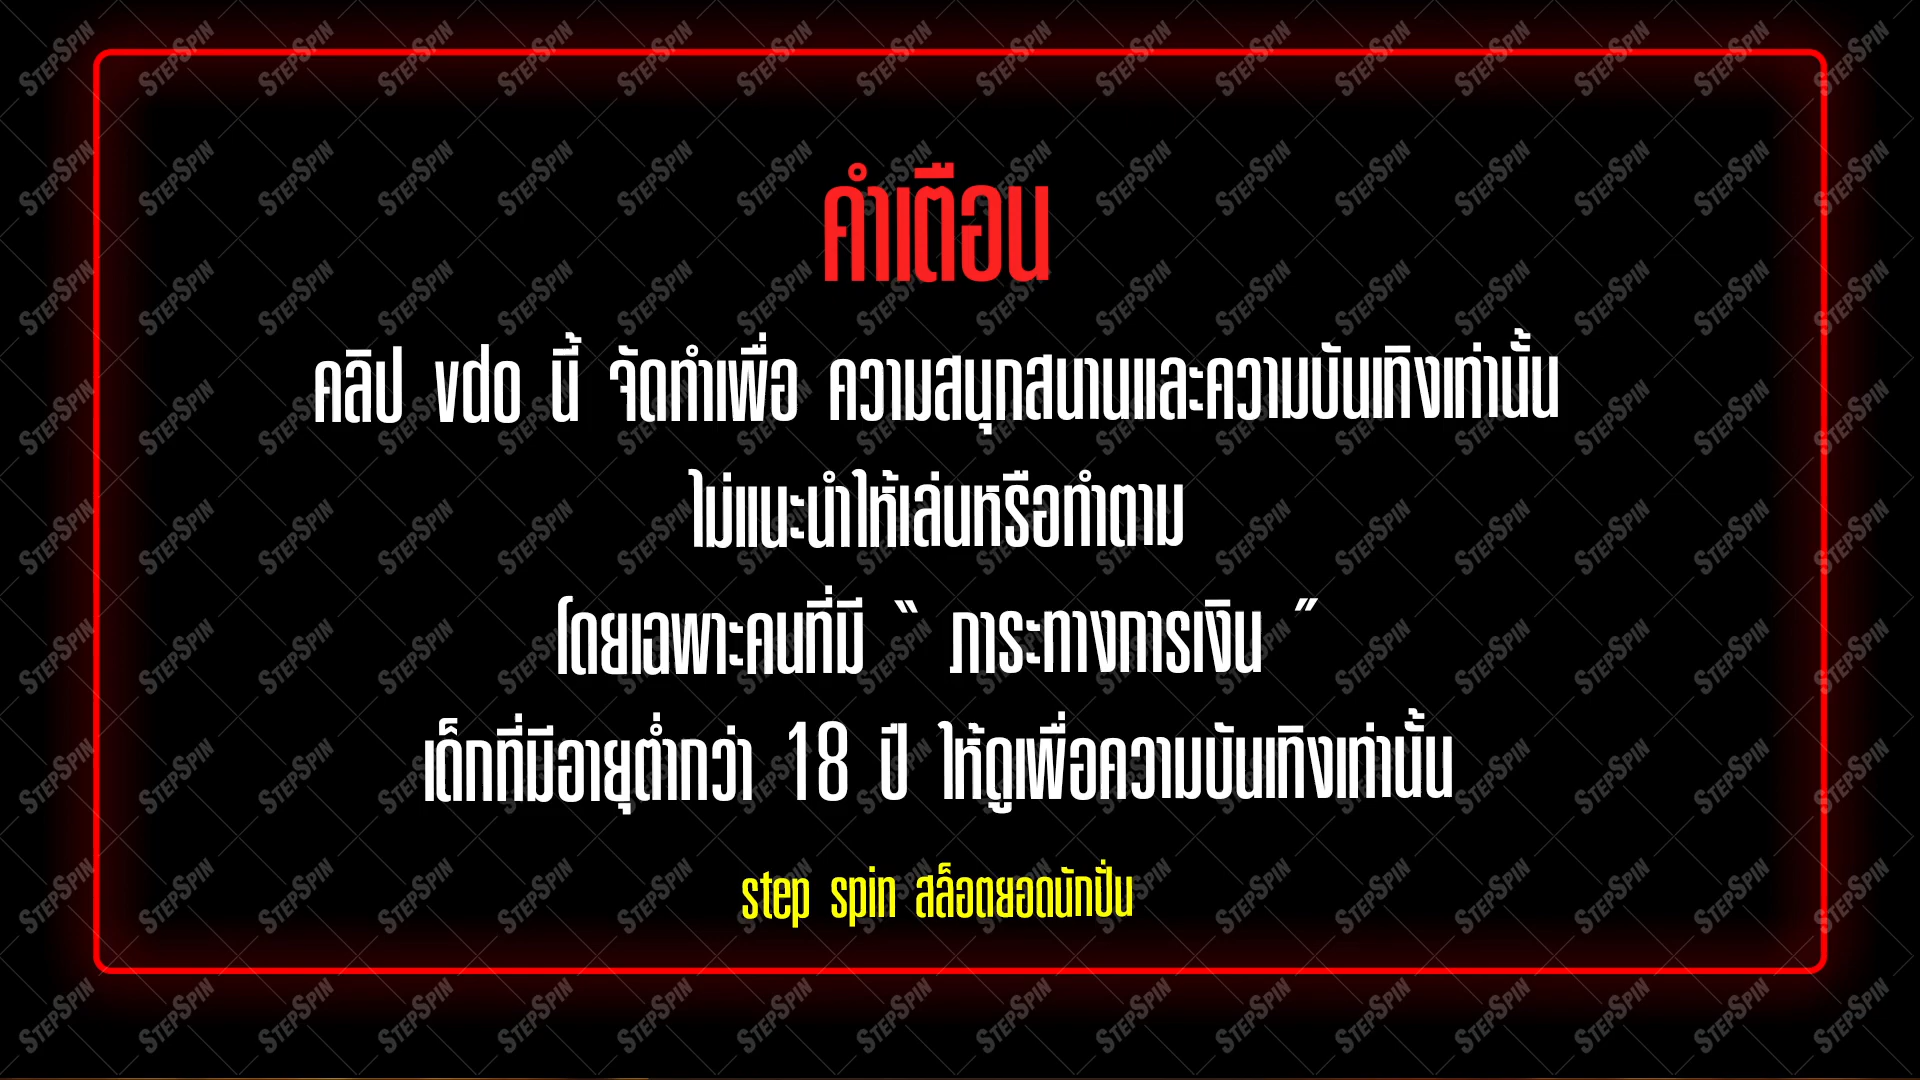 คำเตือน
คลิป vdo นี้ จัดทำเพื่อ ความสนุกสนานและความบันเทิงเท่านั้น
ไม่แนะนำให้เล่นหรือทำตาม
โดยเฉพาะคนที่มี “ ภาระทางการเงิน ”
เด็กที่มีอายุต่ำกว่า 18 ปี ให้ดูเพื่อความบันเทิงเท่านั้น
step spin สล็อตยอดนักปั่น
STEPSPIN